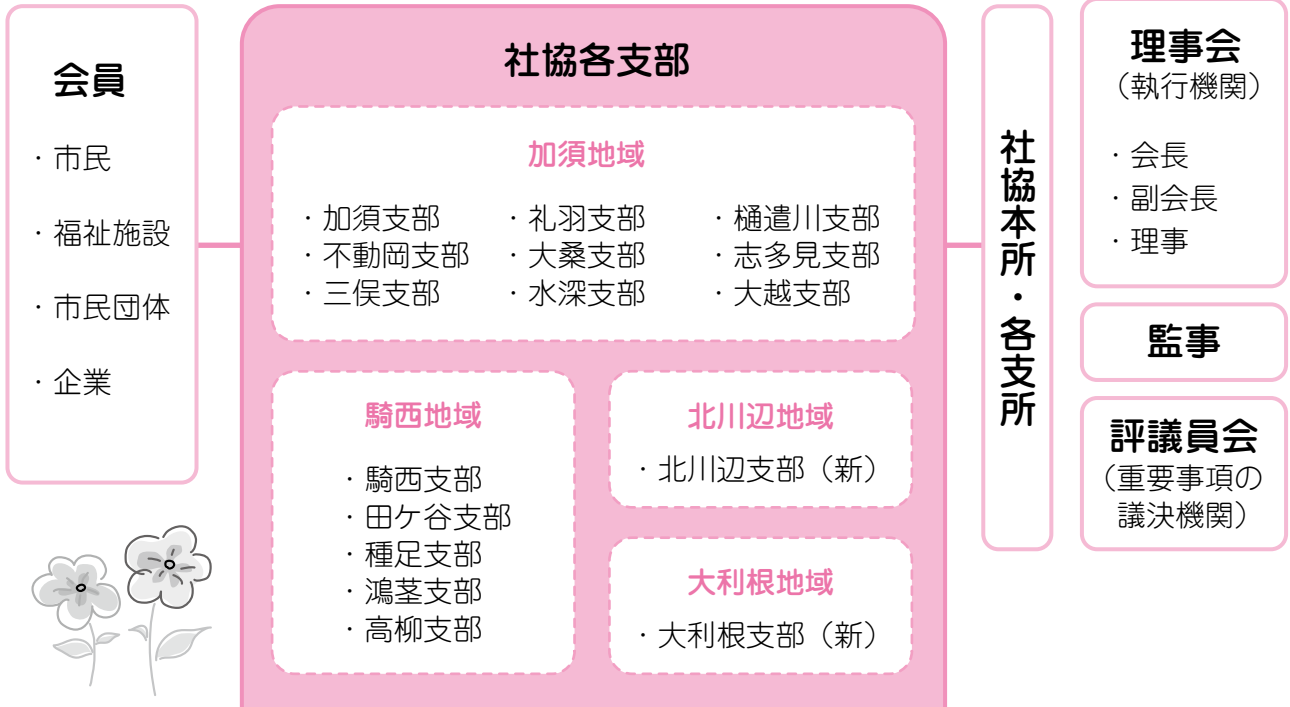 会員
・市民
・福祉施設
・市民団体
・企業
社協各支部
加須地域
・加須支部
・不動岡支部
・三俣支部
・礼羽支部
・大桑支部
・水深支部
・樋遣川支部
・志多見支部
・大越支部
騎西地域
・騎西支部
・田ケ谷支部
・種足支部
・鴻茎支部
・高柳支部
北川辺地域
・北川辺支部（新）
大利根地域
・大利根支部（新）
社協本所・各支所
理事会
（執行機関）
・会長
・副会長
・理事
監事
評議員会
（重要事項の
議決機関）